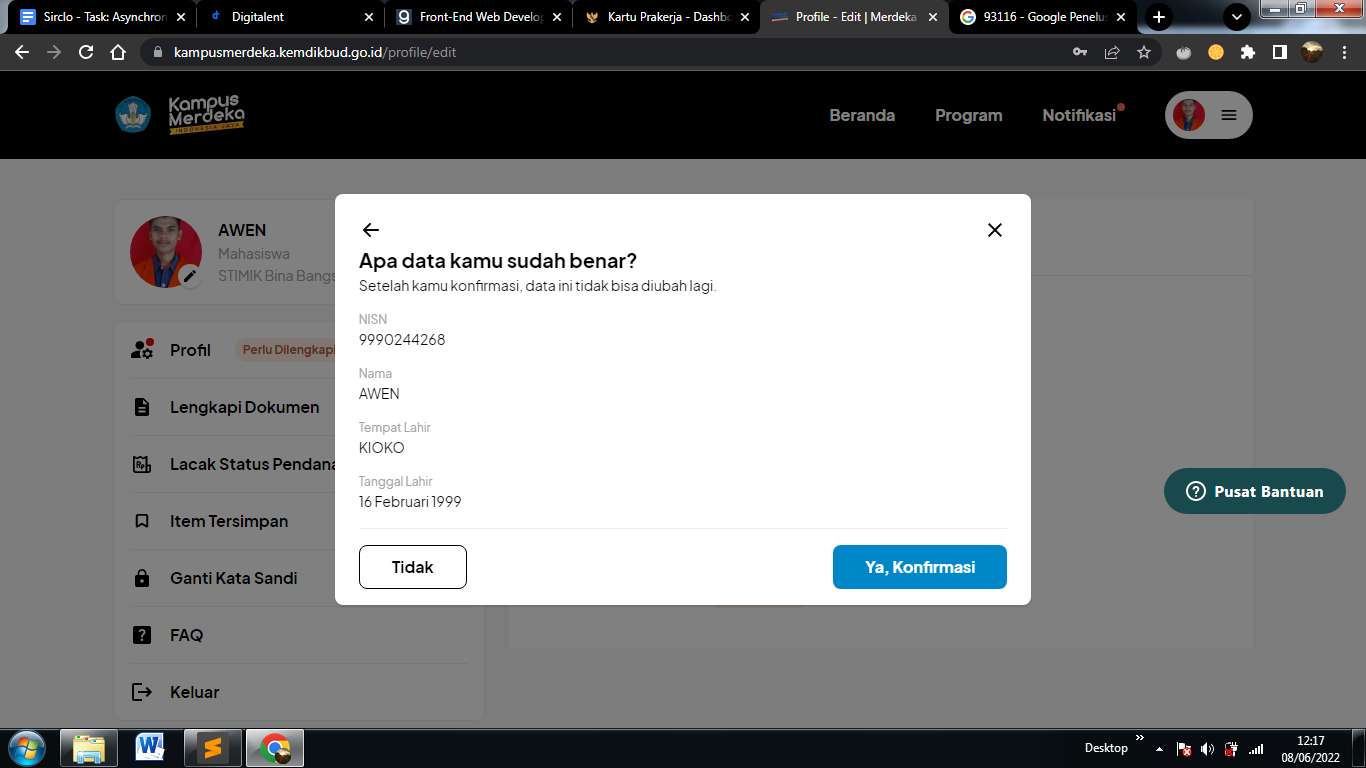 Sirclo - Task: Asynchron
Digitalent
Front-End Web Develop
Kartu Prakerja - Dashbo
Profile - Edit | Merdeka
93116 - Google Penelus
kampusmerdeka.kemdikbud.go.id/profile/edit
Kampus
Merdeka
INDONESIA JAYA
Beranda
Program
Notifikasi
AWEN
Mahasiswa
STIMIK Bina Bangs
Profil
Perlu Dilengkapi
Lengkapi Dokumen
Lacak Status Pendana
Item Tersimpan
Ganti Kata Sandi
FAQ
Keluar
Apa data kamu sudah benar?
Setelah kamu konfirmasi, data ini tidak bisa diubah lagi.
NISN
9990244268
Nama
AWEN
Tempat Lahir
KIOKO
Tanggal Lahir
16 Februari 1999
Tidak
Ya, Konfirmasi
Pusat Bantuan
Desktop
12:17
08/06/2022